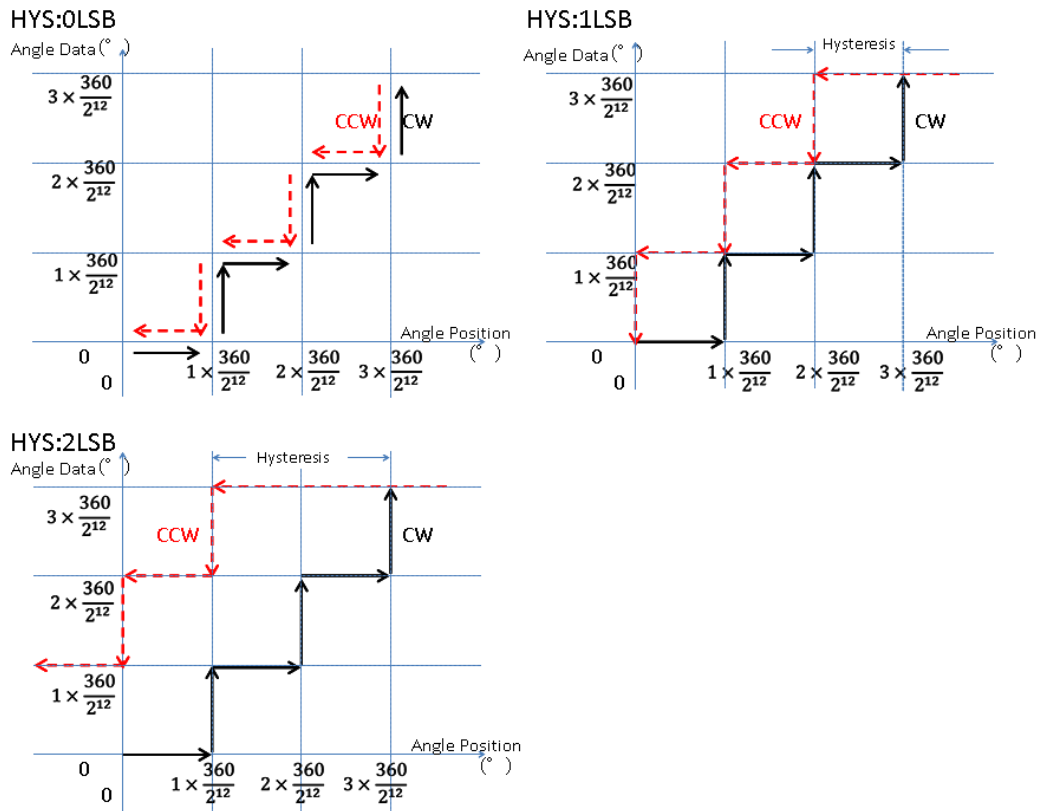 HYS:0LSB
Angle Data(°)
3 × 360/2¹²
2 × 360/2¹²
1 × 360/2¹²
0
0
CCW
CW
Angle Position
(°)
1 × 360/2¹²
2 × 360/2¹²
3 × 360/2¹²
HYS:1LSB
Angle Data(°)
Hysteresis
3 × 360/2¹²
2 × 360/2¹²
1 × 360/2¹²
0
0
CCW
CW
Angle Position
(°)
1 × 360/2¹²
2 × 360/2¹²
3 × 360/2¹²
HYS:2LSB
Angle Data(°)
Hysteresis
3 × 360/2¹²
2 × 360/2¹²
1 × 360/2¹²
0
0
CCW
CW
Angle Position
(°)
1 × 360/2¹²
2 × 360/2¹²
3 × 360/2¹²